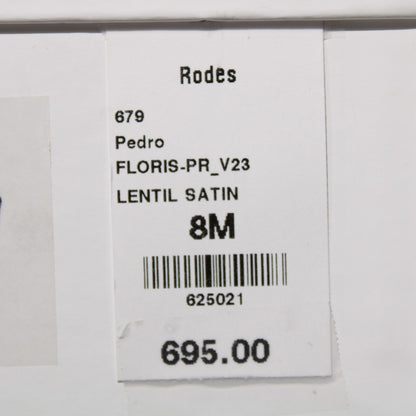 Rodes
679
Pedro
FLORIS-PR_V23
LENTIL SATIN
8M
625021
695.00